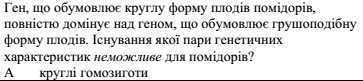 Ген, що обумовлює круглу форму плодів помідорів,
повністю домінує над геном, що обумовлює грушоподібну
форму плодів. Існування якої пари генетичних
характеристик неможливе для помідорів?
А круглі гомозиготи